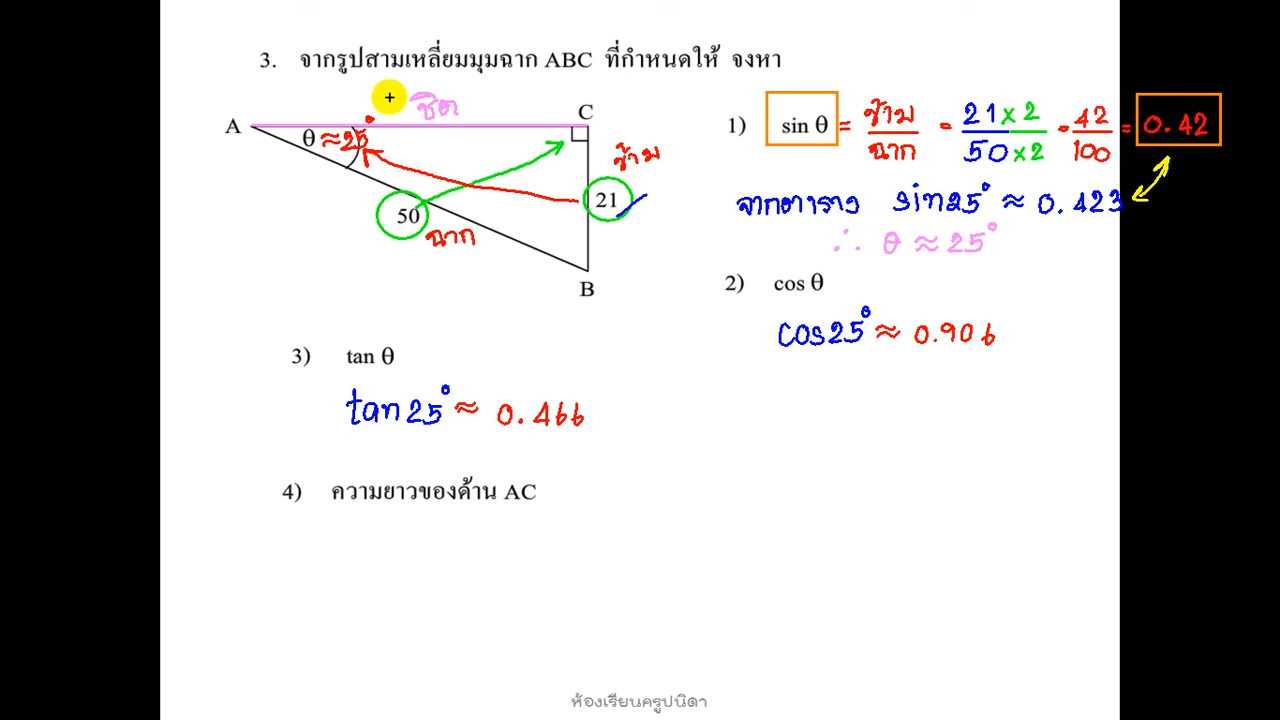 3. จากรูปสามเหลี่ยมมุมฉาก ABC ที่กำหนดให้ จงหา
ชิด
A
C
θ ≈25°
ข้าม
21
50
ฉาก
B
1) sin θ = ข้าม/ฉาก = 21×2/50×2 = 42/100 = 0.42
จากตาราง sin25° ≈ 0.423
∴ θ ≈ 25°
2) cos θ
cos25° ≈ 0.906
3) tan θ
tan25° ≈ 0.466
4) ความยาวของด้าน AC
ห้องเรียนครูปนิดา